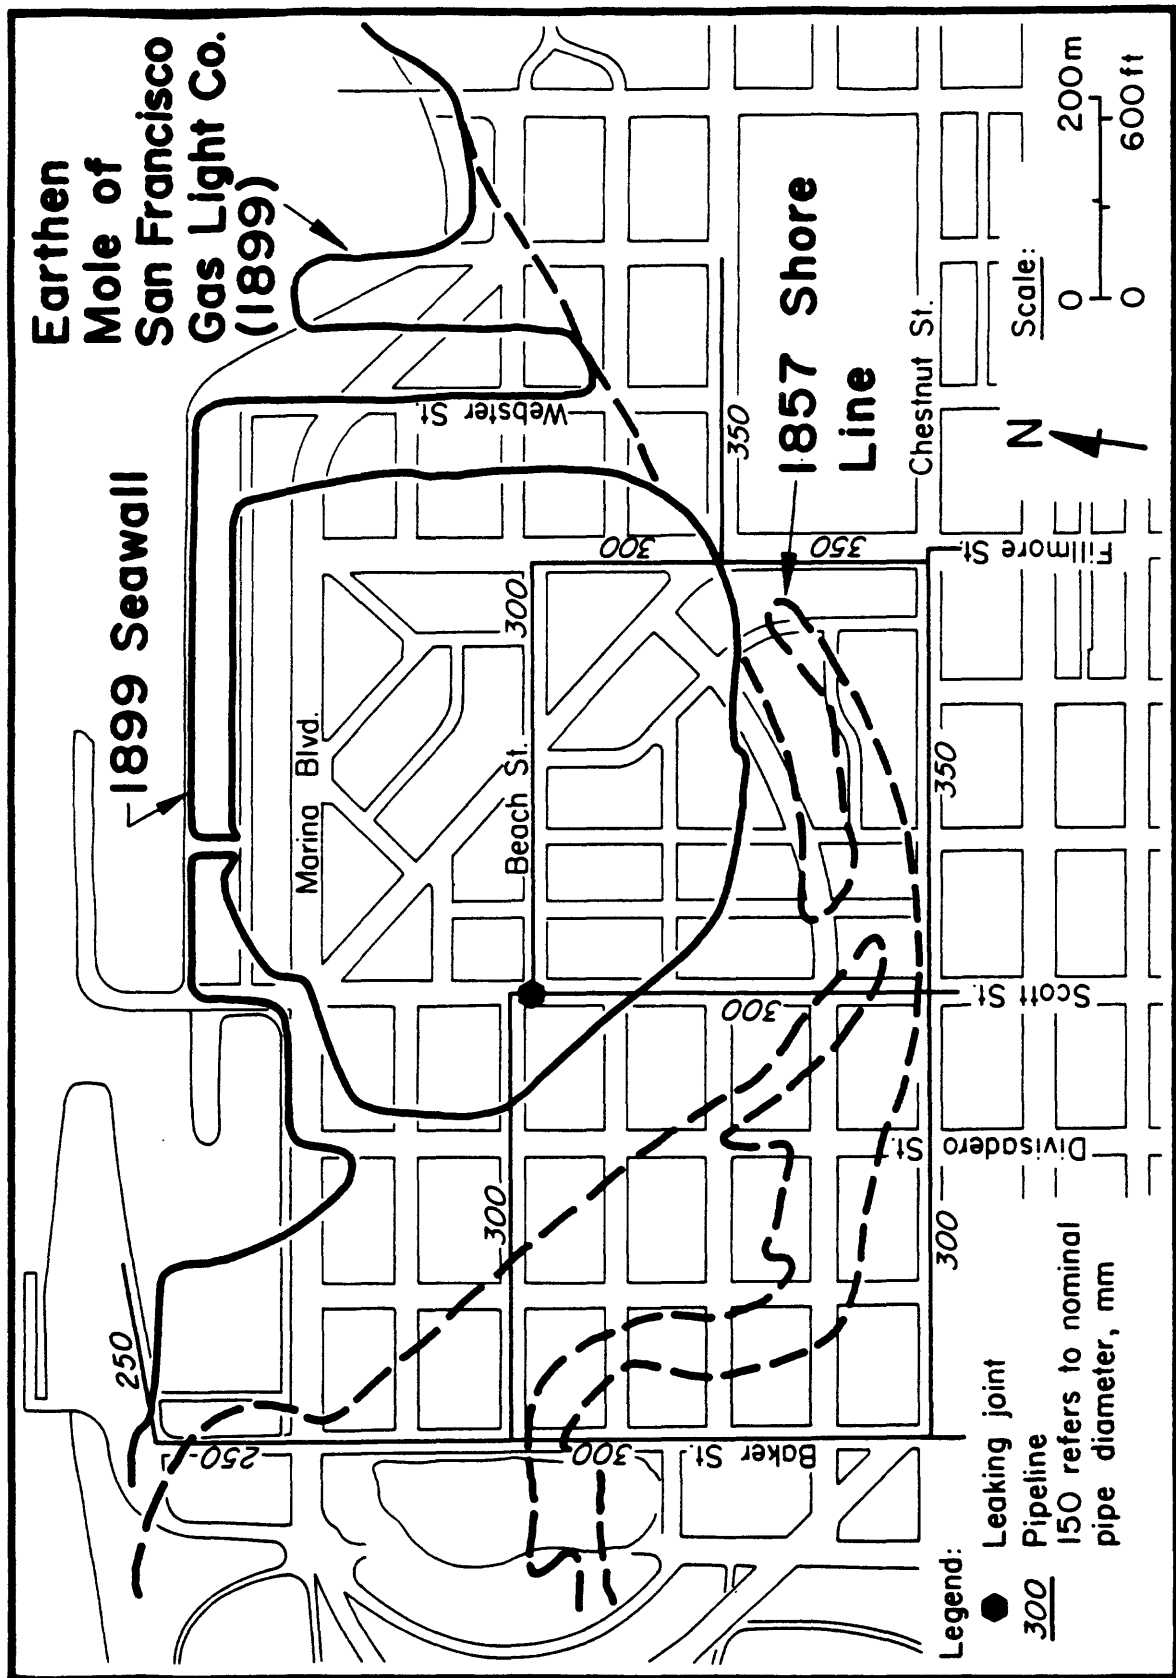 Earthen
Mole of
San Francisco
Gas Light Co.
(1899)
1899 Seawall
250
Marina Blvd.
Webster St.
250
Beach St.
300
300
300
350
1857 Shore
Line
300
Baker St.
300
350
Chestnut St.
300
350
Divisadero St.
Scott St.
Fillmore St.
N
Scale:
0 200m
0 600ft
Legend:
Leaking joint
300 Pipeline
150 refers to nominal
pipe diameter, mm